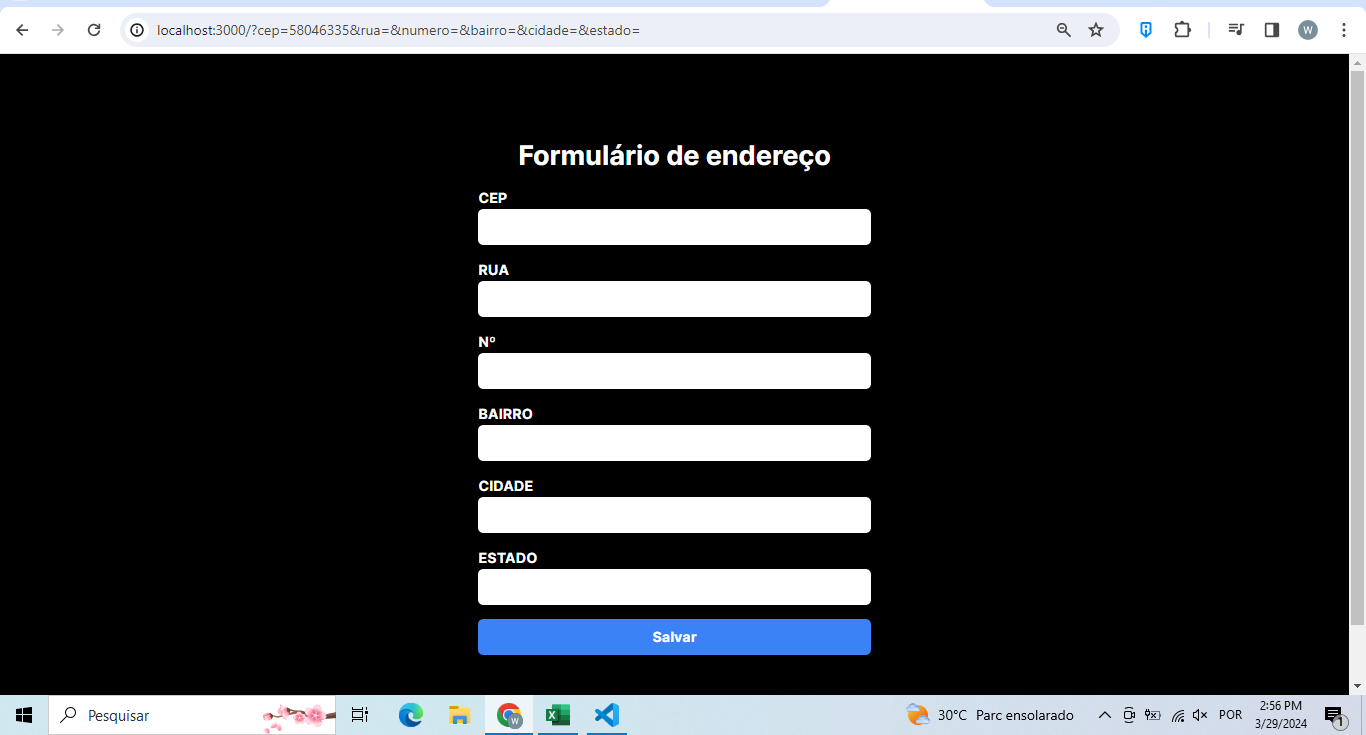 localhost:3000/?cep=58046335&rua=&numero=&bairro=&cidade=&estado=
W
Formulário de endereço
CEP
RUA
Nº
BAIRRO
CIDADE
ESTADO
Salvar
Pesquisar
W
30°C Parc ensolarado
POR
2:56 PM
3/29/2024
1